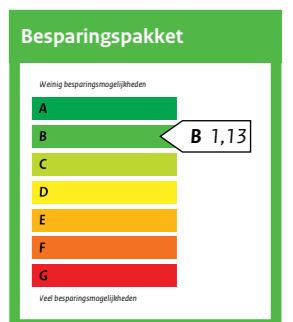 Besparingspakket
Weinig besparingsmogelijkheden
A
B
B 1,13
C
D
E
F
G
Veel besparingsmogelijkheden